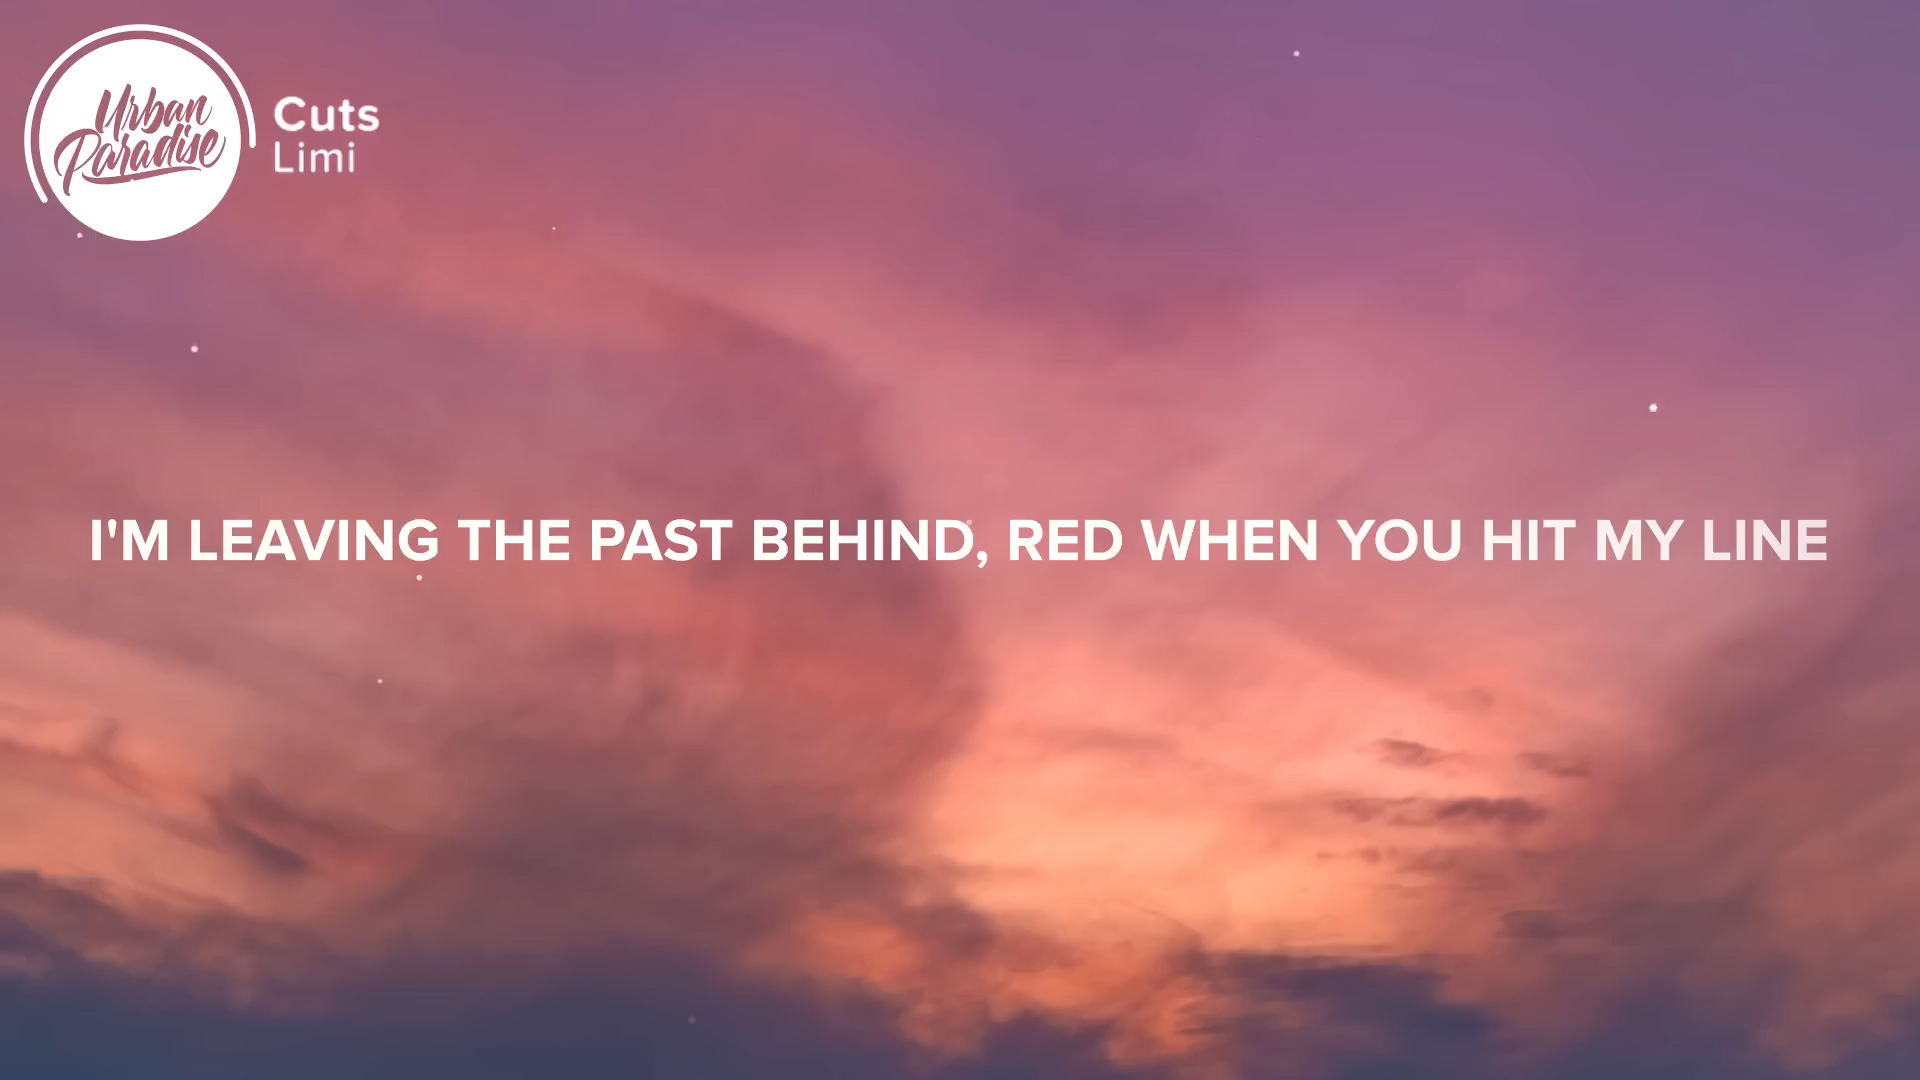 Urban
Paradise
Cuts
Limi
I'M LEAVING THE PAST BEHIND, RED WHEN YOU HIT MY LINE